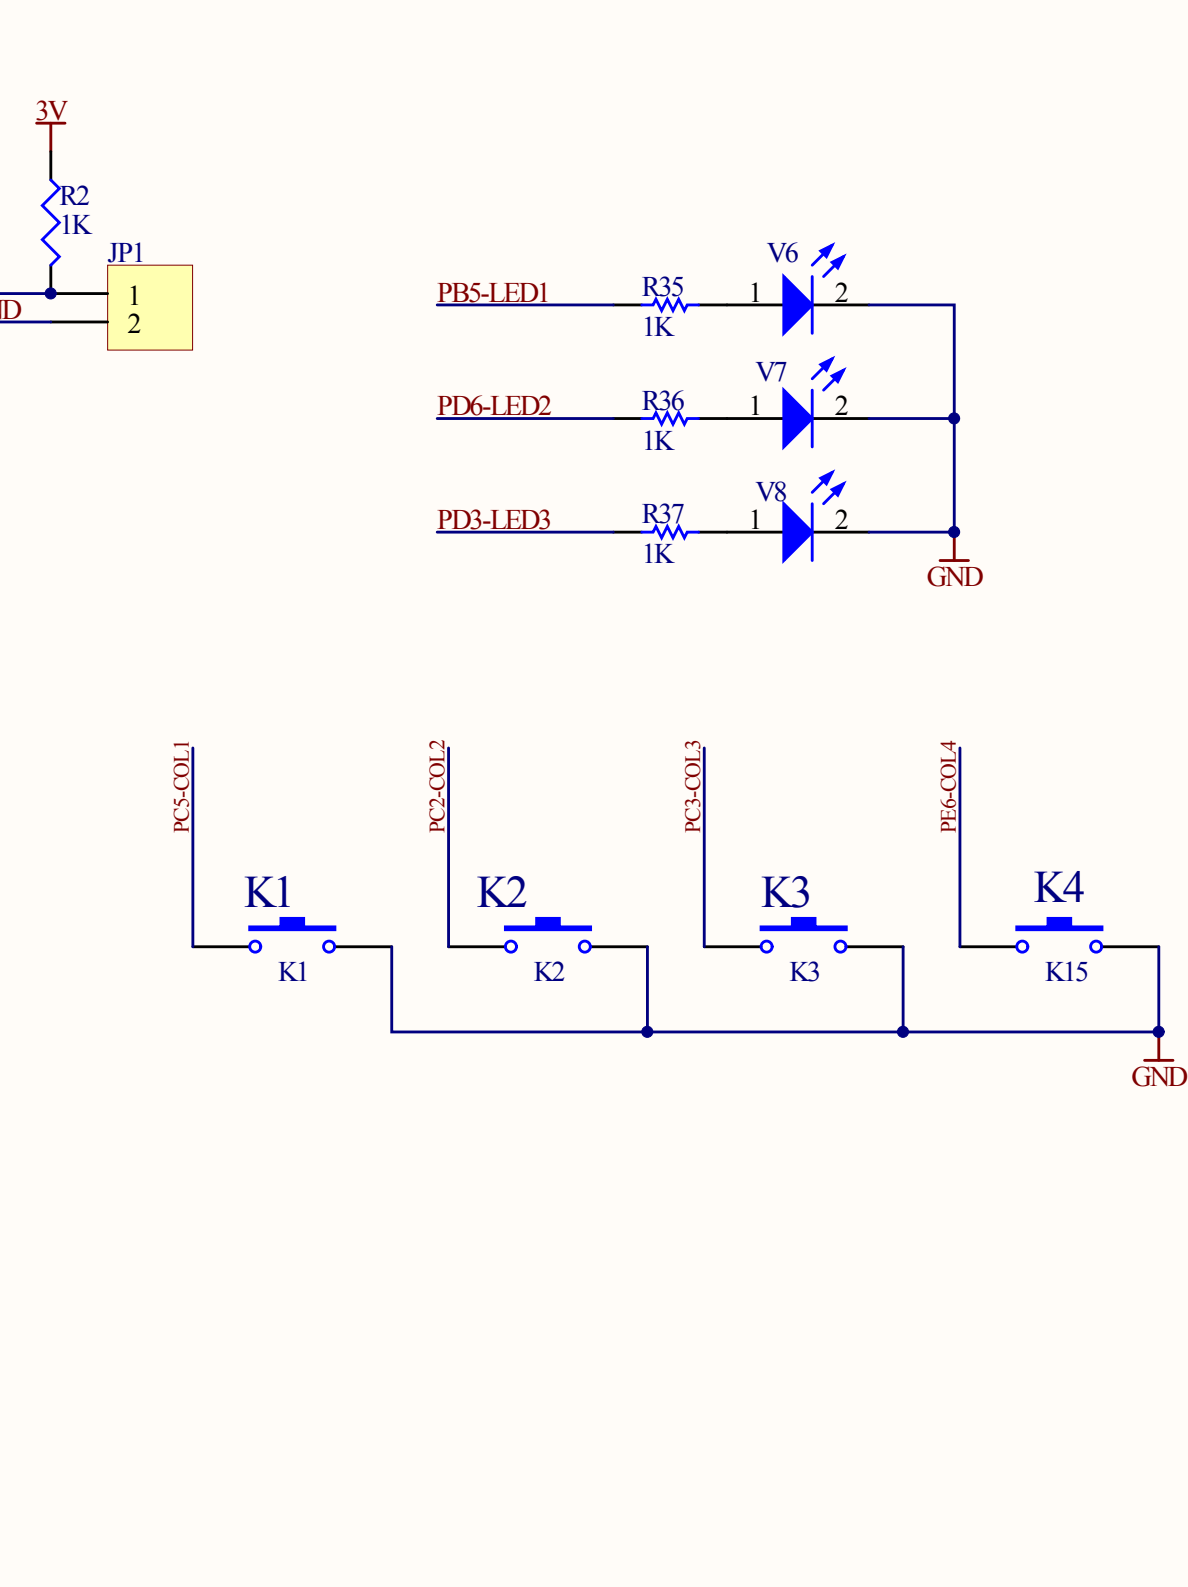 3V
R2
1K
JP1
1
2
ND
PB5-LED1
R35
1K
1
V6
2
PD6-LED2
R36
1K
1
V7
2
PD3-LED3
R37
1K
1
V8
2
GND
PC5-COL1
PC2-COL2
PC3-COL3
PE6-COL4
K1
K2
K3
K4
K1
K2
K3
K15
GND